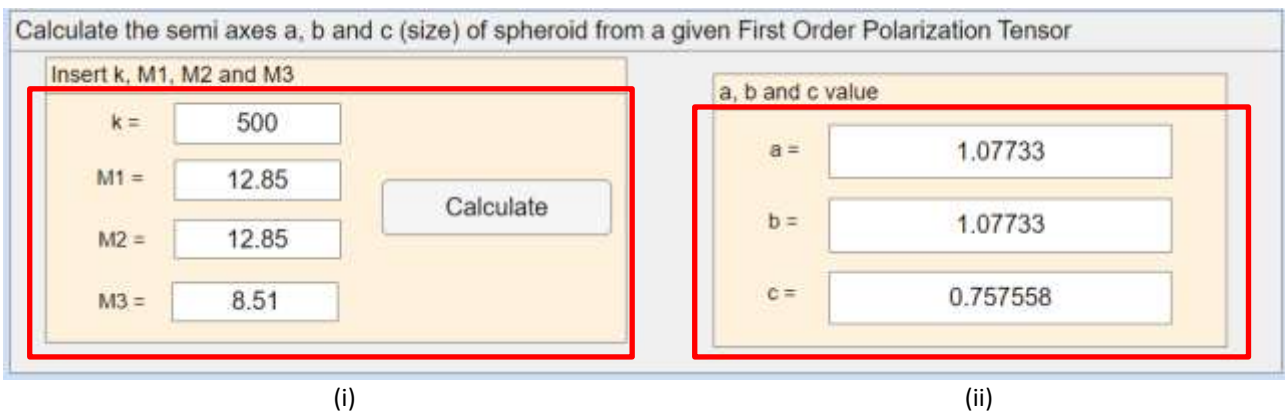 Calculate the semi axes a, b and c (size) of spheroid from a given First Order Polarization Tensor
Insert k, M1, M2 and M3
k = 500
M1 = 12.85
M2 = 12.85
M3 = 8.51
Calculate
a, b and c value
a = 1.07733
b = 1.07733
c = 0.757558
(i)
(ii)